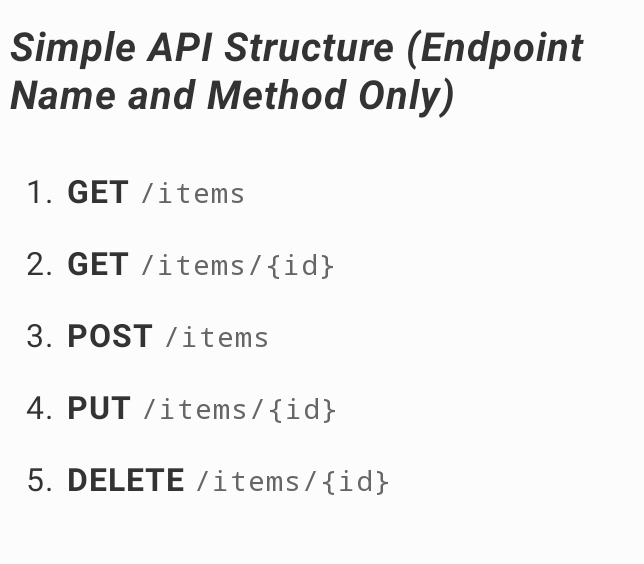 Simple API Structure (Endpoint
Name and Method Only)
1. GET /items
2. GET /items/{id}
3. POST /items
4. PUT /items/{id}
5. DELETE /items/{id}